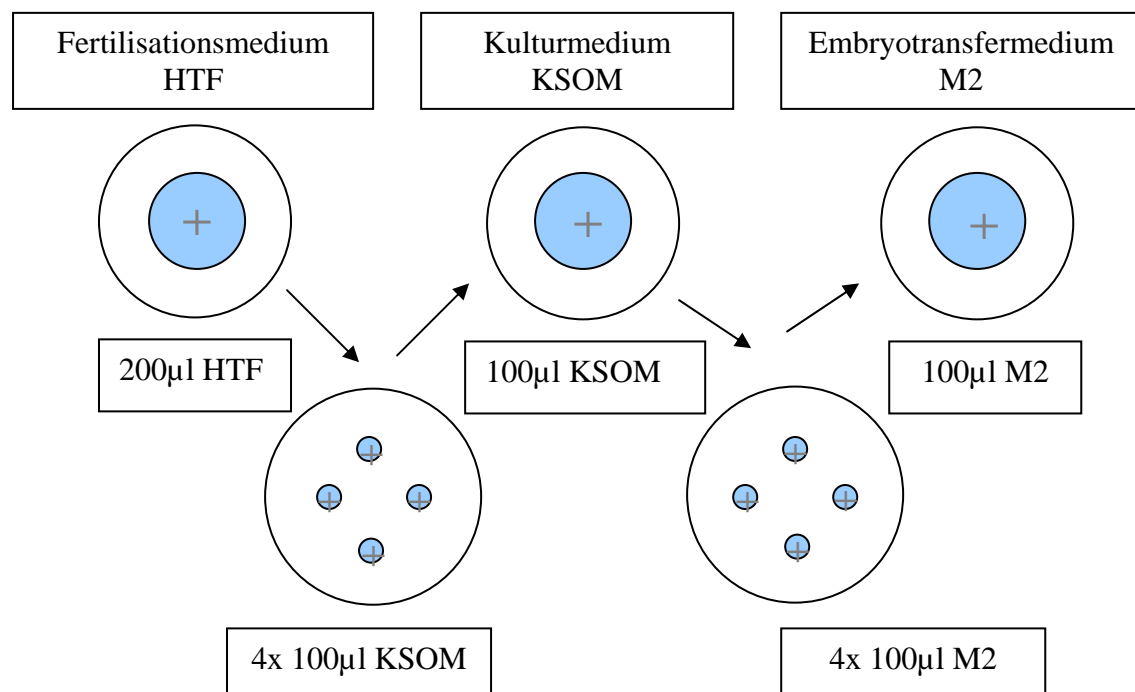 Fertilisationsmedium
HTF
Kulturmedium
KSOM
Embryotransfermedium
M2
200µl HTF
100µl KSOM
100µl M2
4x 100µl KSOM
4x 100µl M2